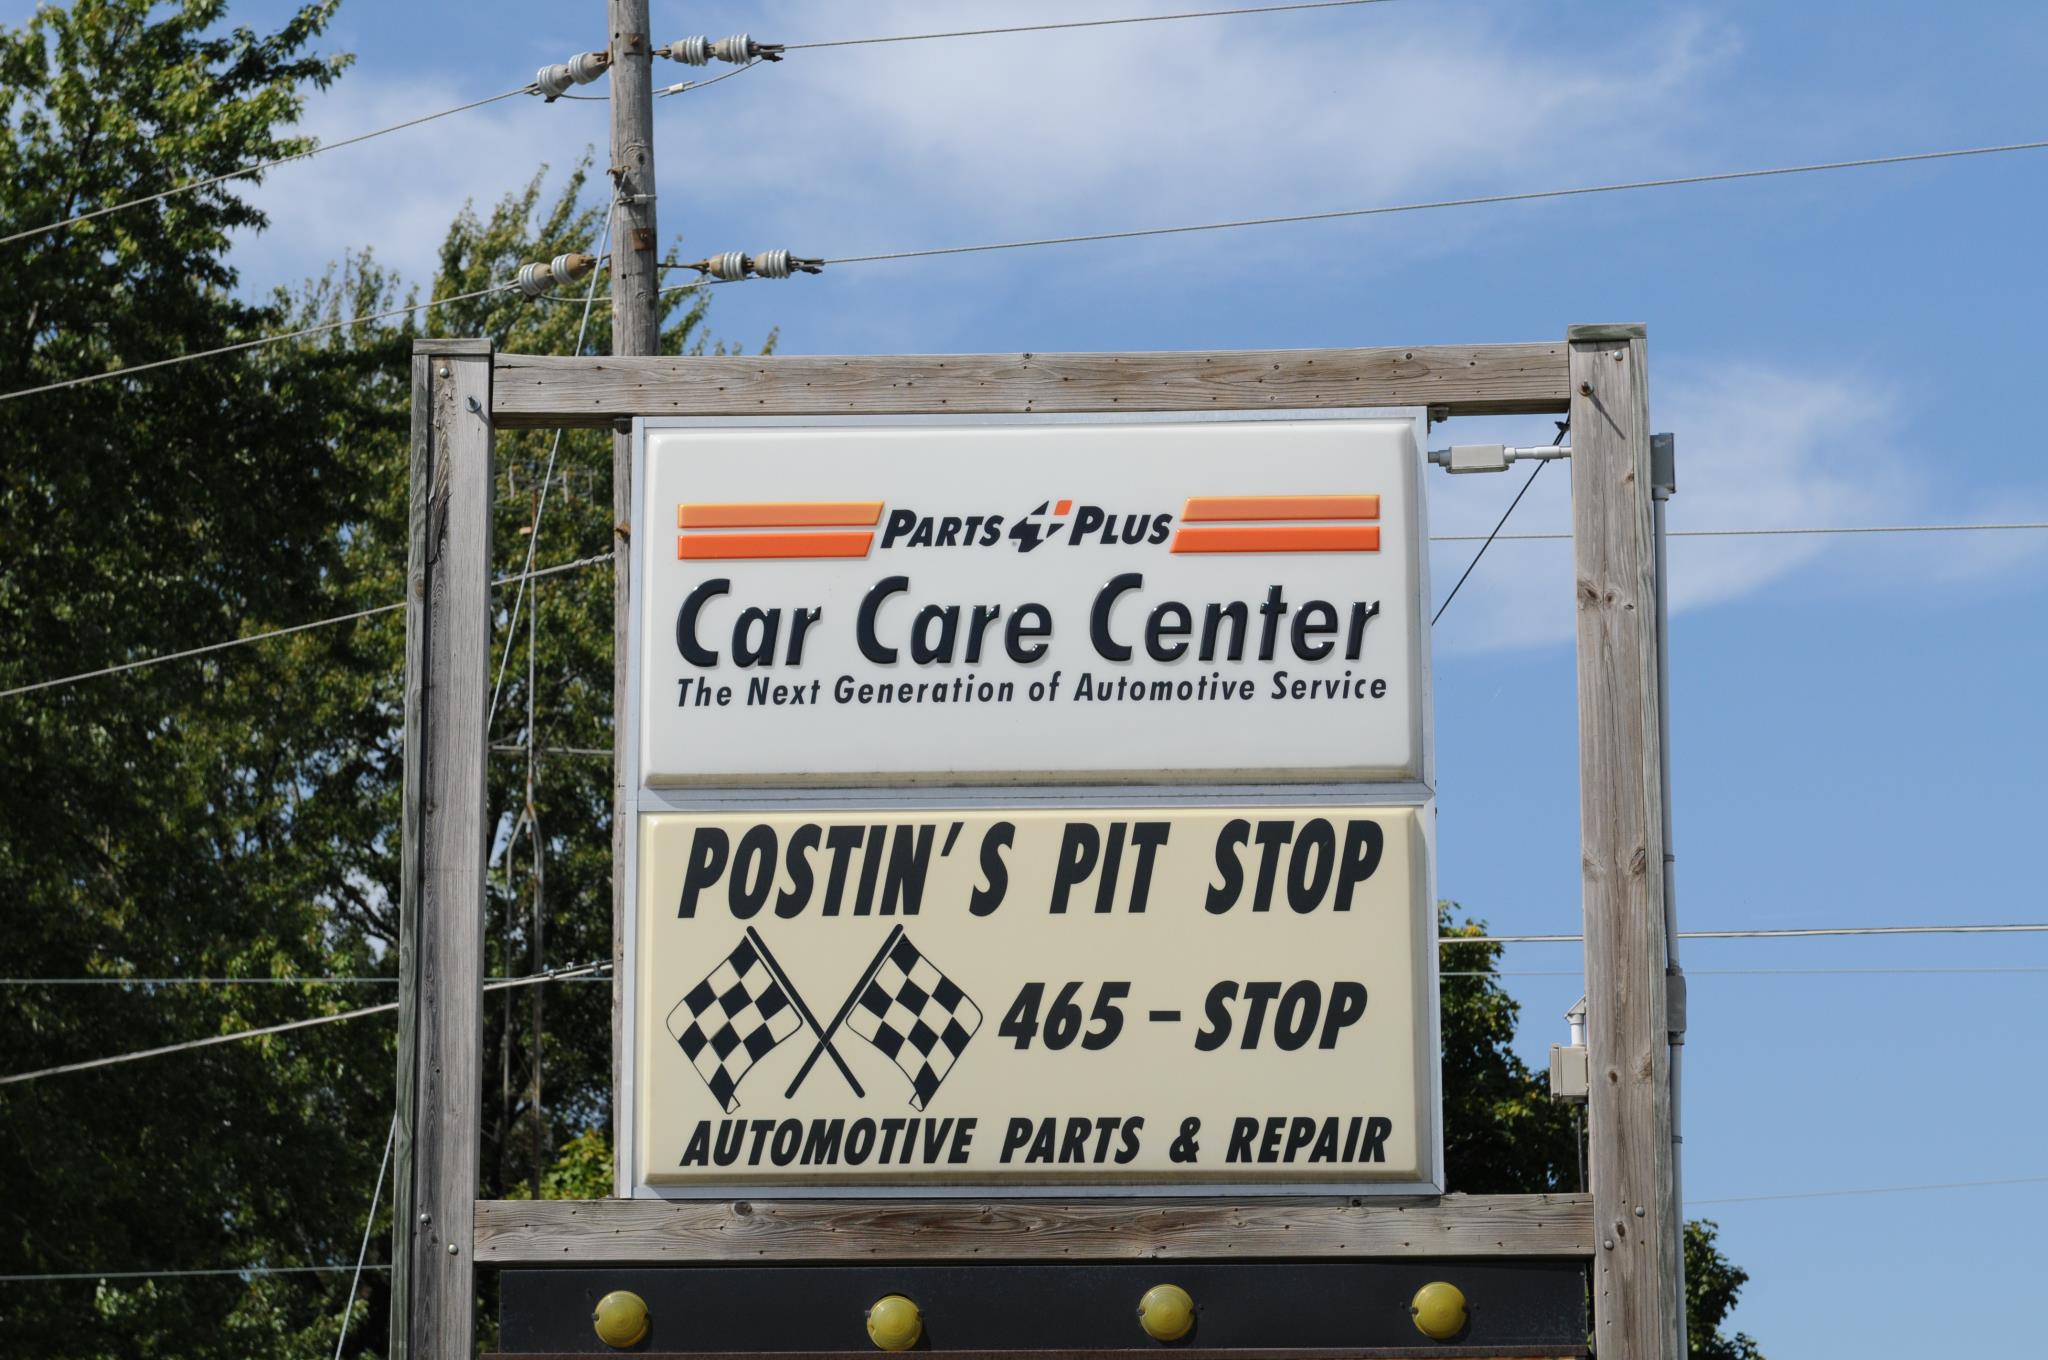 PARTS PLUS
Car Care Center
The Next Generation of Automotive Service
POSTIN'S PIT STOP
465-STOP
AUTOMOTIVE PARTS & REPAIR